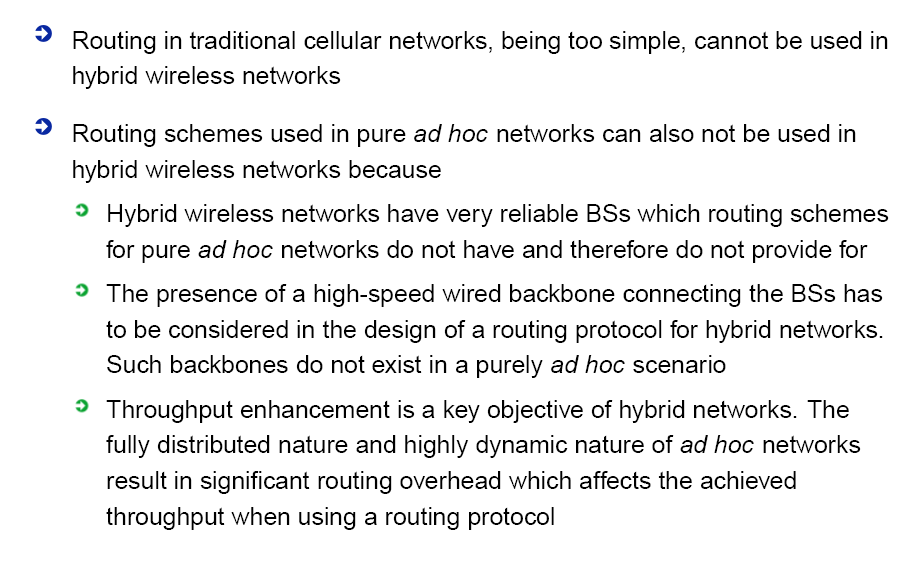 Routing in traditional cellular networks, being too simple, cannot be used in
hybrid wireless networks
Routing schemes used in pure ad hoc networks can also not be used in
hybrid wireless networks because
Hybrid wireless networks have very reliable BSs which routing schemes
for pure ad hoc networks do not have and therefore do not provide for
The presence of a high-speed wired backbone connecting the BSs has
to be considered in the design of a routing protocol for hybrid networks.
Such backbones do not exist in a purely ad hoc scenario
Throughput enhancement is a key objective of hybrid networks. The
fully distributed nature and highly dynamic nature of ad hoc networks
result in significant routing overhead which affects the achieved
throughput when using a routing protocol